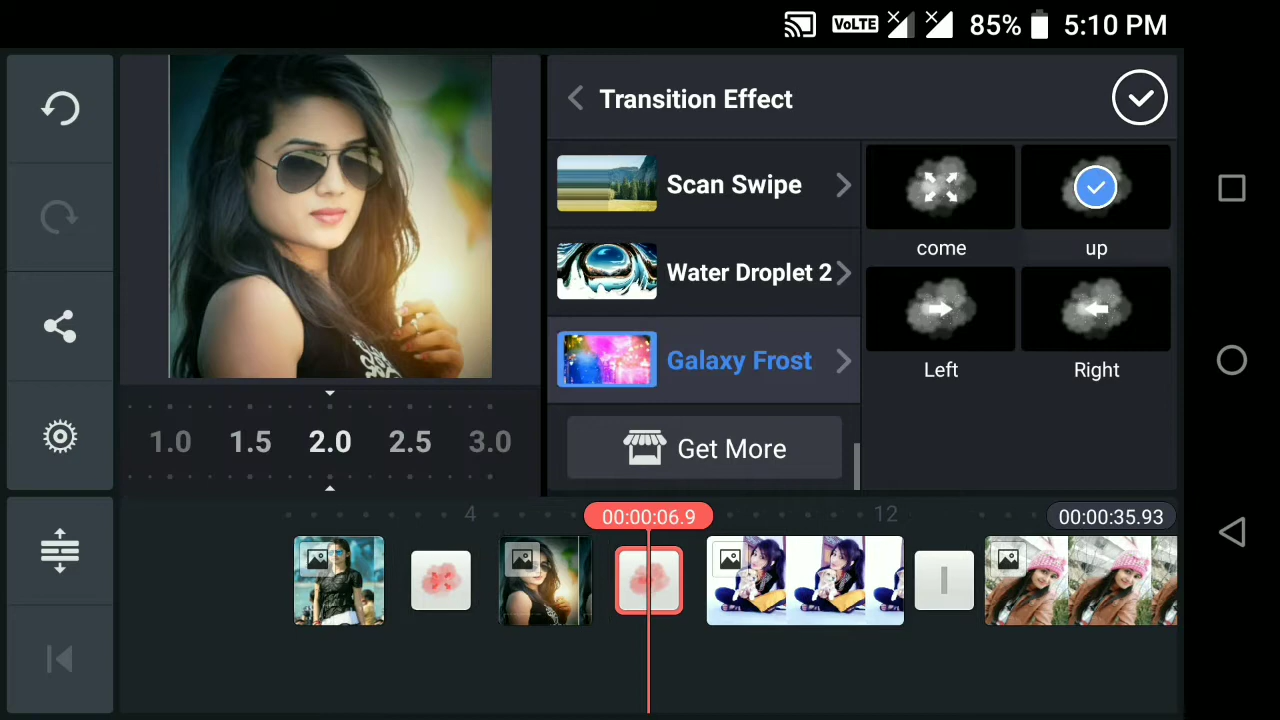 VoLTE 85% 5:10 PM
Transition Effect
Scan Swipe
Water Droplet 2
Galaxy Frost
Get More
come
up
Left
Right
1.0 1.5 2.0 2.5 3.0
4 00:00:06.9 12 00:00:35.93